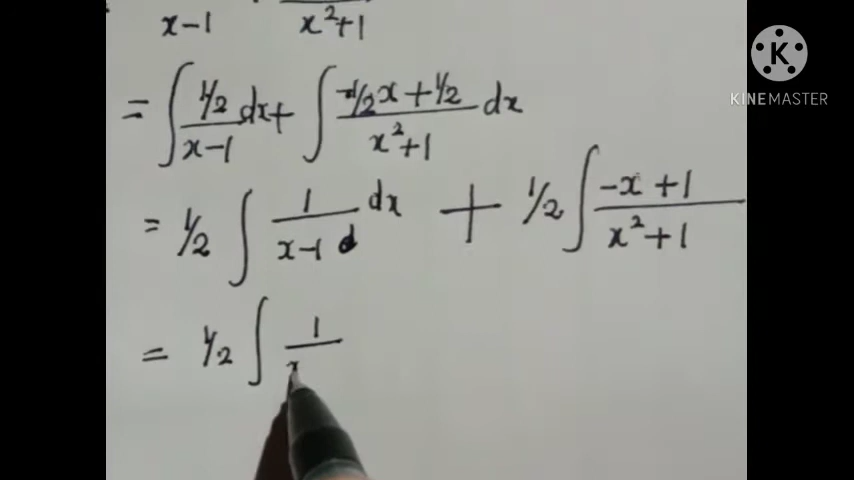 x-1 x²+1
= ∫ ½/(x-1) dx + ∫ (-½x + ½)/(x²+1) dx
= ½ ∫ 1/(x-1) dx + ½ ∫ (-x+1)/(x²+1)
= ½ ∫ 1/x
K
KINEMASTER